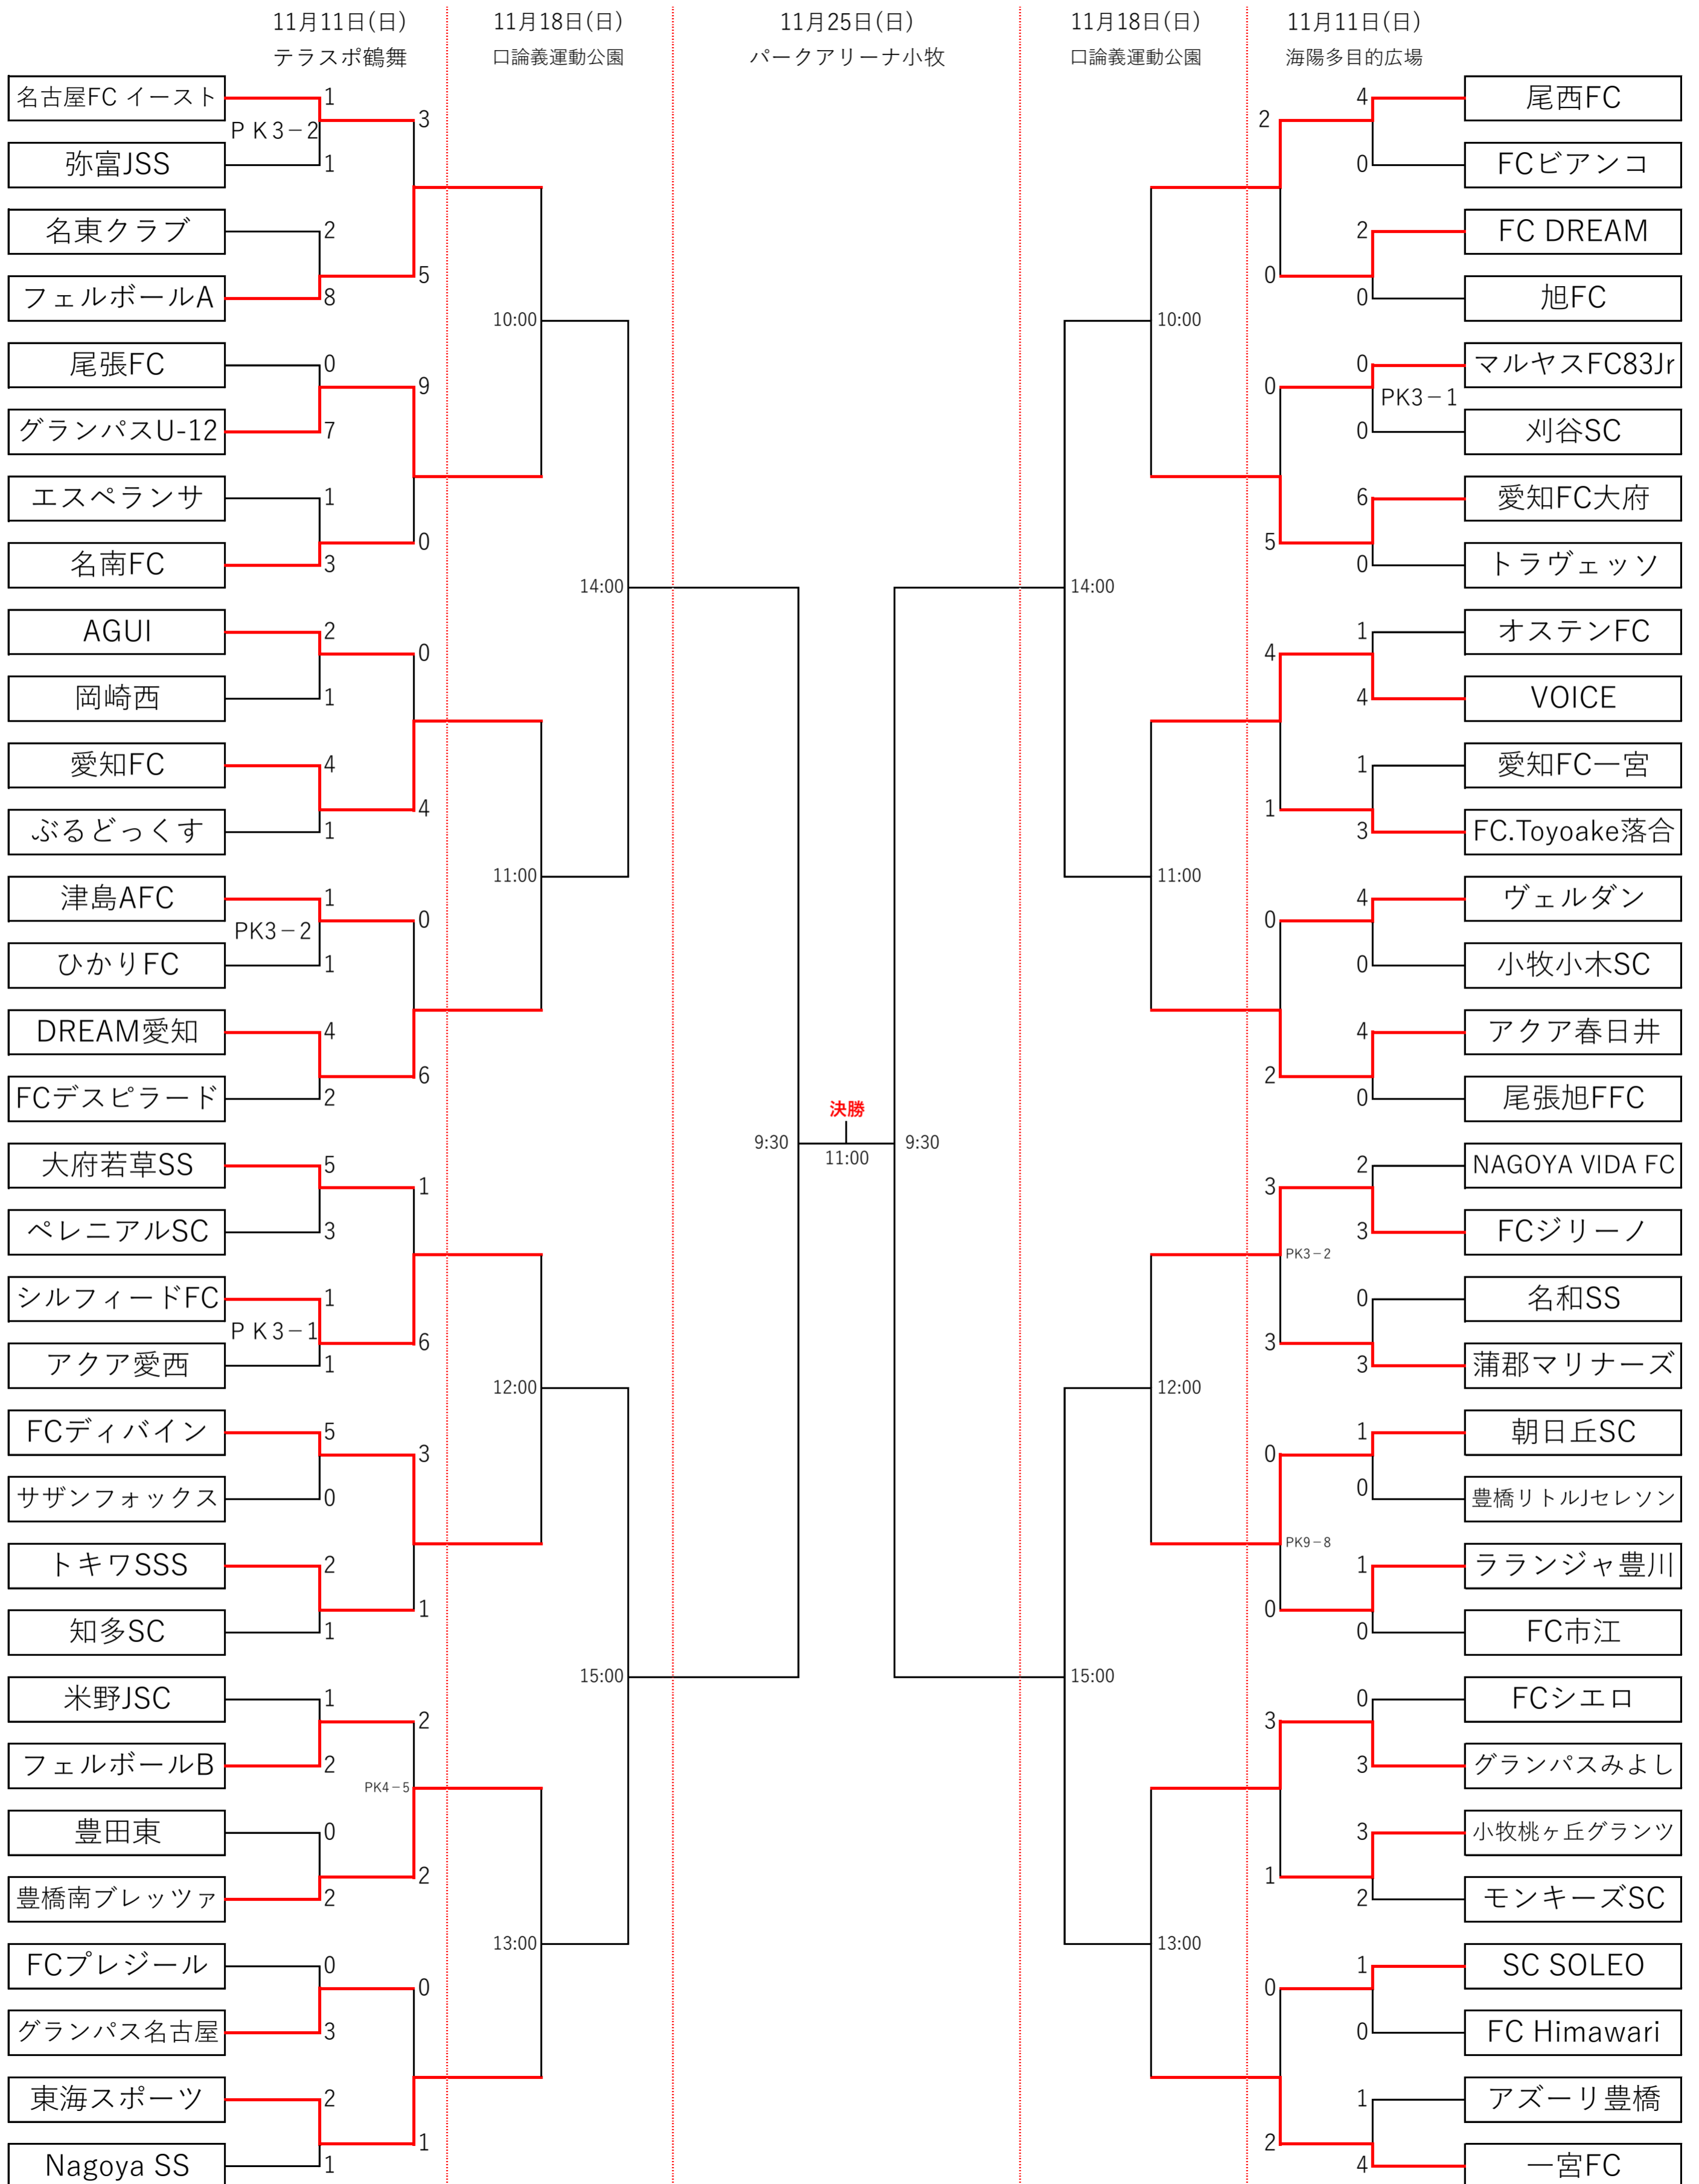 11月11日(日) 11月18日(日) 11月25日(日) 11月18日(日) 11月11日(日)
テラスポ鶴舞 口論義運動公園 パークアリーナ小牧 口論義運動公園 海陽多目的広場
名古屋FC イースト 1 4 尾西FC
3 2
PK3-2
弥富JSS 1 0 FCビアンコ
名東クラブ 2 2 FC DREAM
5 0
フェルボールA 8 0 旭FC
10:00 10:00
尾張FC 0 0 マルヤスFC83Jr
9 0
PK3-1
グランパスU-12 7 0 刈谷SC
エスペランサ 1 6 愛知FC大府
0 5
名南FC 3 0 トラヴェッソ
14:00 14:00
AGUI 2 1 オステンFC
0 4
岡崎西 1 4 VOICE
愛知FC 4 1 愛知FC一宮
4 1
ぶるどっくす 1 3 FC.Toyoake落合
11:00 11:00
津島AFC 1 4 ヴェルダン
0 0
PK3-2
ひかりFC 1 0 小牧小木SC
DREAM愛知 4 4 アクア春日井
6 2
FCデスピラード 2 0 尾張旭FFC
決勝
9:30 9:30
11:00
大府若草SS 5 2 NAGOYA VIDA FC
1 3
ペレニアルSC 3 3 FCジリーノ
PK3-2
シルフィードFC 1 0 名和SS
PK3-1
6 3
アクア愛西 1 3 蒲郡マリナーズ
12:00 12:00
FCディバイン 5 1 朝日丘SC
3 0
サザンフォックス 0 0 豊橋リトルJセレソン
PK9-8
トキワSSS 2 1 ラランジャ豊川
1 0
知多SC 1 0 FC市江
15:00 15:00
米野JSC 1 0 FCシエロ
2 3
フェルボールB 2 3 グランパスみよし
PK4-5
豊田東 0 3 小牧桃ヶ丘グランツ
2 1
豊橋南ブレッツァ 2 2 モンキーズSC
13:00 13:00
FCプレジール 0 1 SC SOLEO
0 0
グランパス名古屋 3 0 FC Himawari
東海スポーツ 2 1 アズーリ豊橋
1 2
Nagoya SS 1 4 一宮FC